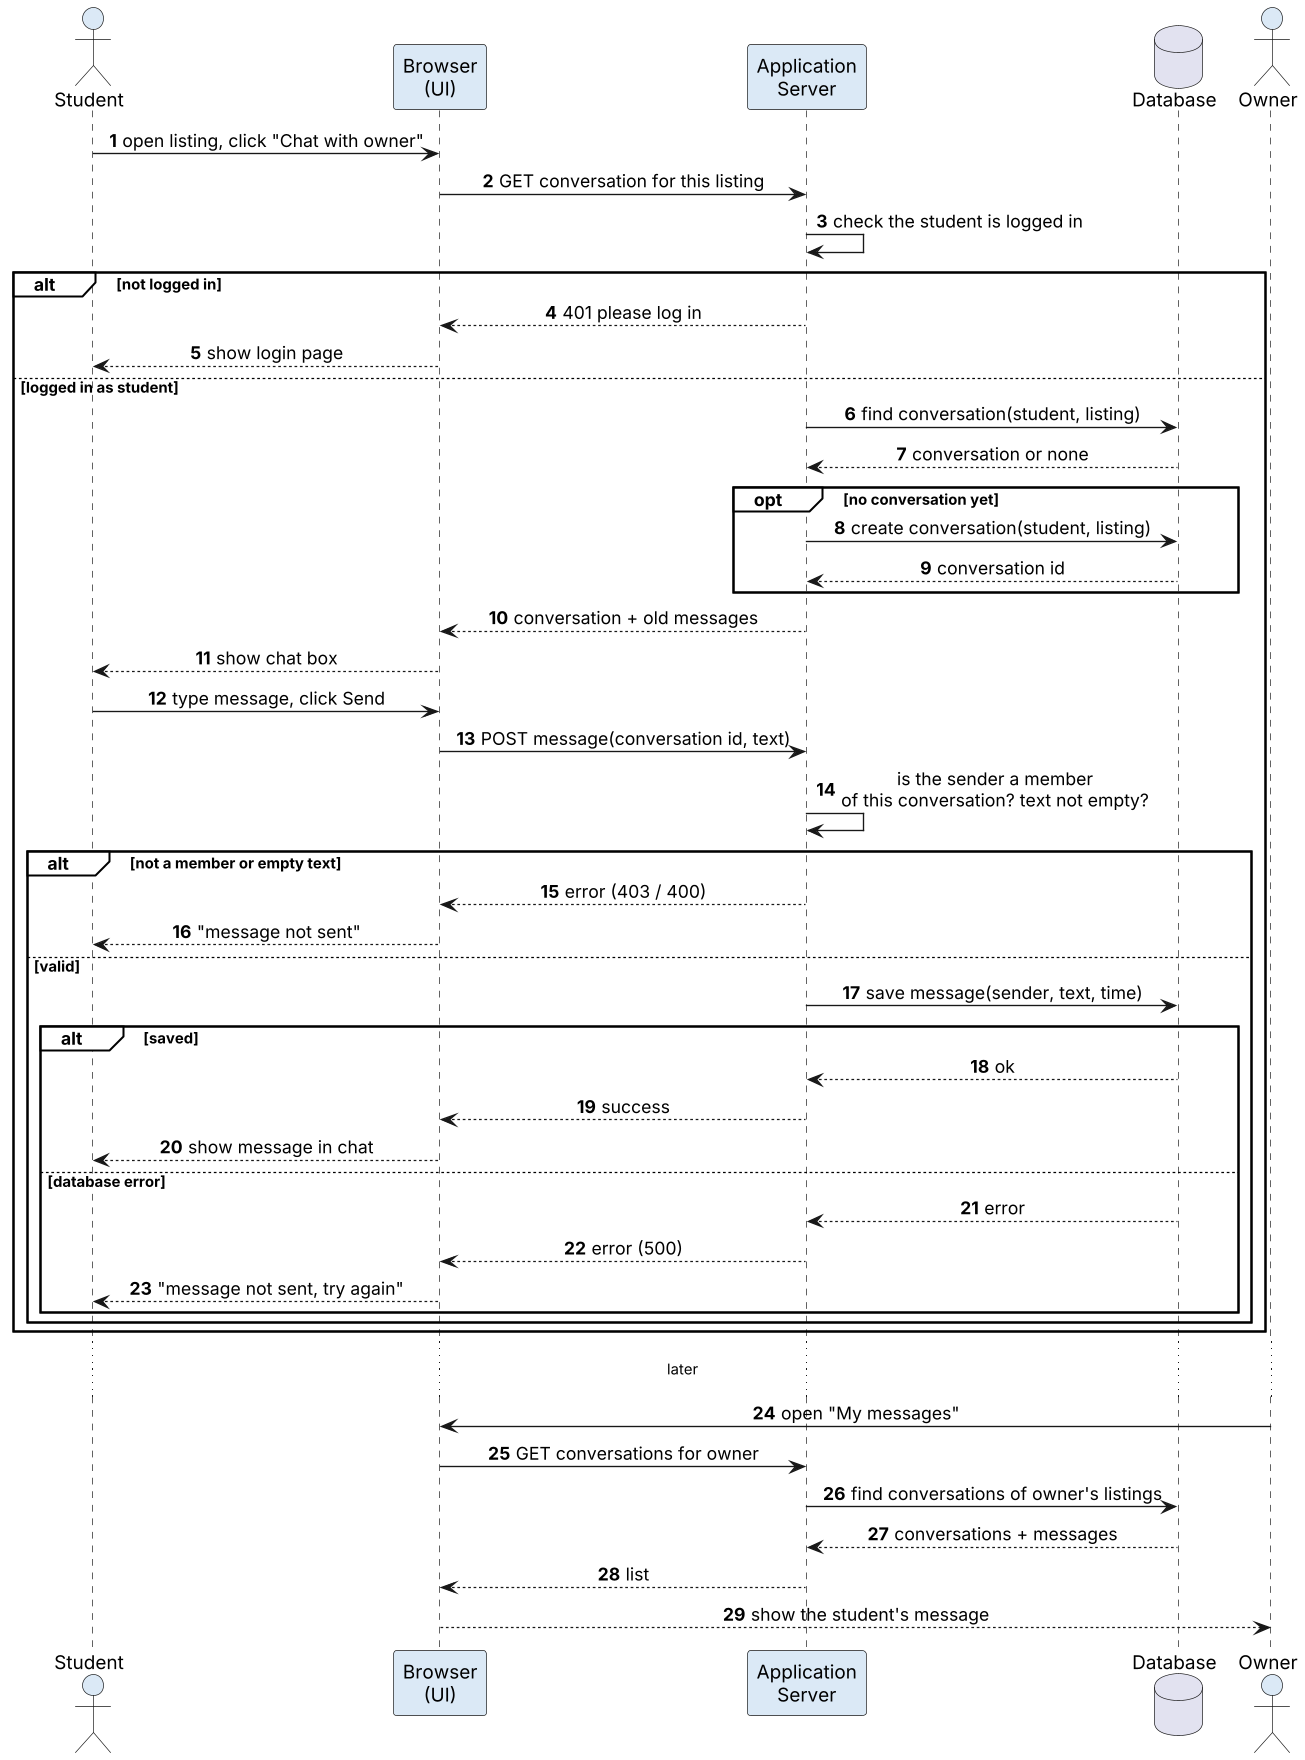 Student
Browser
(UI)
Application
Server
Database
Owner
1 open listing, click "Chat with owner"
2 GET conversation for this listing
3 check the student is logged in
alt [not logged in]
4 401 please log in
5 show login page
[logged in as student]
6 find conversation(student, listing)
7 conversation or none
opt [no conversation yet]
8 create conversation(student, listing)
9 conversation id
10 conversation + old messages
11 show chat box
12 type message, click Send
13 POST message(conversation id, text)
14 is the sender a member
of this conversation? text not empty?
alt [not a member or empty text]
15 error (403 / 400)
16 "message not sent"
[valid]
17 save message(sender, text, time)
alt [saved]
18 ok
19 success
20 show message in chat
[database error]
21 error
22 error (500)
23 "message not sent, try again"
later
24 open "My messages"
25 GET conversations for owner
26 find conversations of owner's listings
27 conversations + messages
28 list
29 show the student's message
Student
Browser
(UI)
Application
Server
Database
Owner